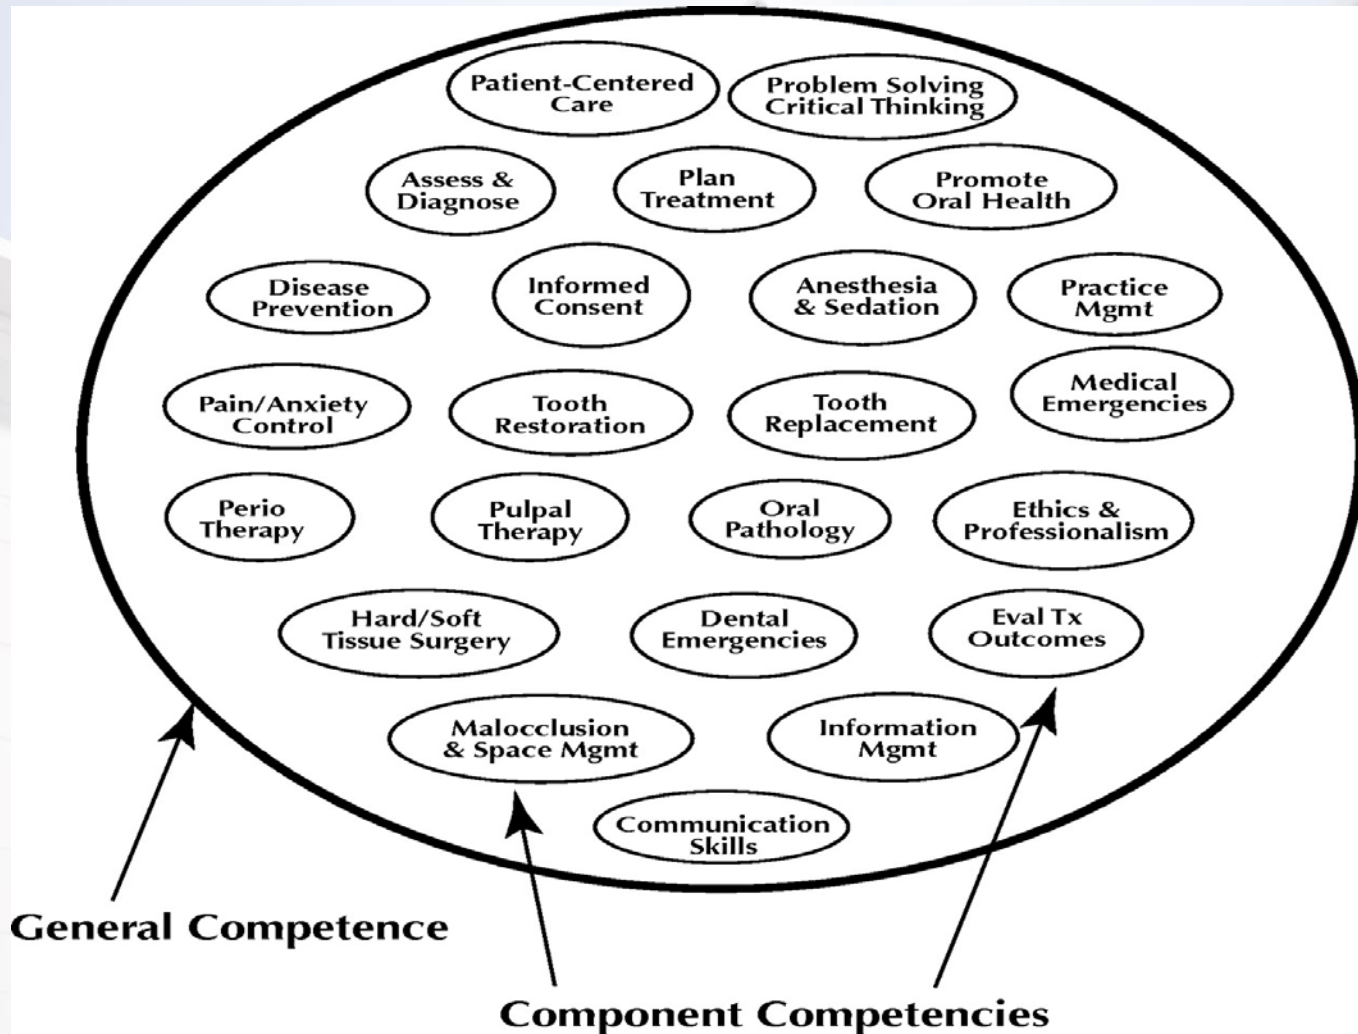 Patient-Centered
Care
Problem Solving
Critical Thinking
Assess &
Diagnose
Plan
Treatment
Promote
Oral Health
Disease
Prevention
Informed
Consent
Anesthesia
& Sedation
Practice
Mgmt
Pain/Anxiety
Control
Tooth
Restoration
Tooth
Replacement
Medical
Emergencies
Perio
Therapy
Pulpal
Therapy
Oral
Pathology
Ethics &
Professionalism
Hard/Soft
Tissue Surgery
Dental
Emergencies
Eval Tx
Outcomes
Malocclusion
& Space Mgmt
Information
Mgmt
Communication
Skills
General Competence
Component Competencies